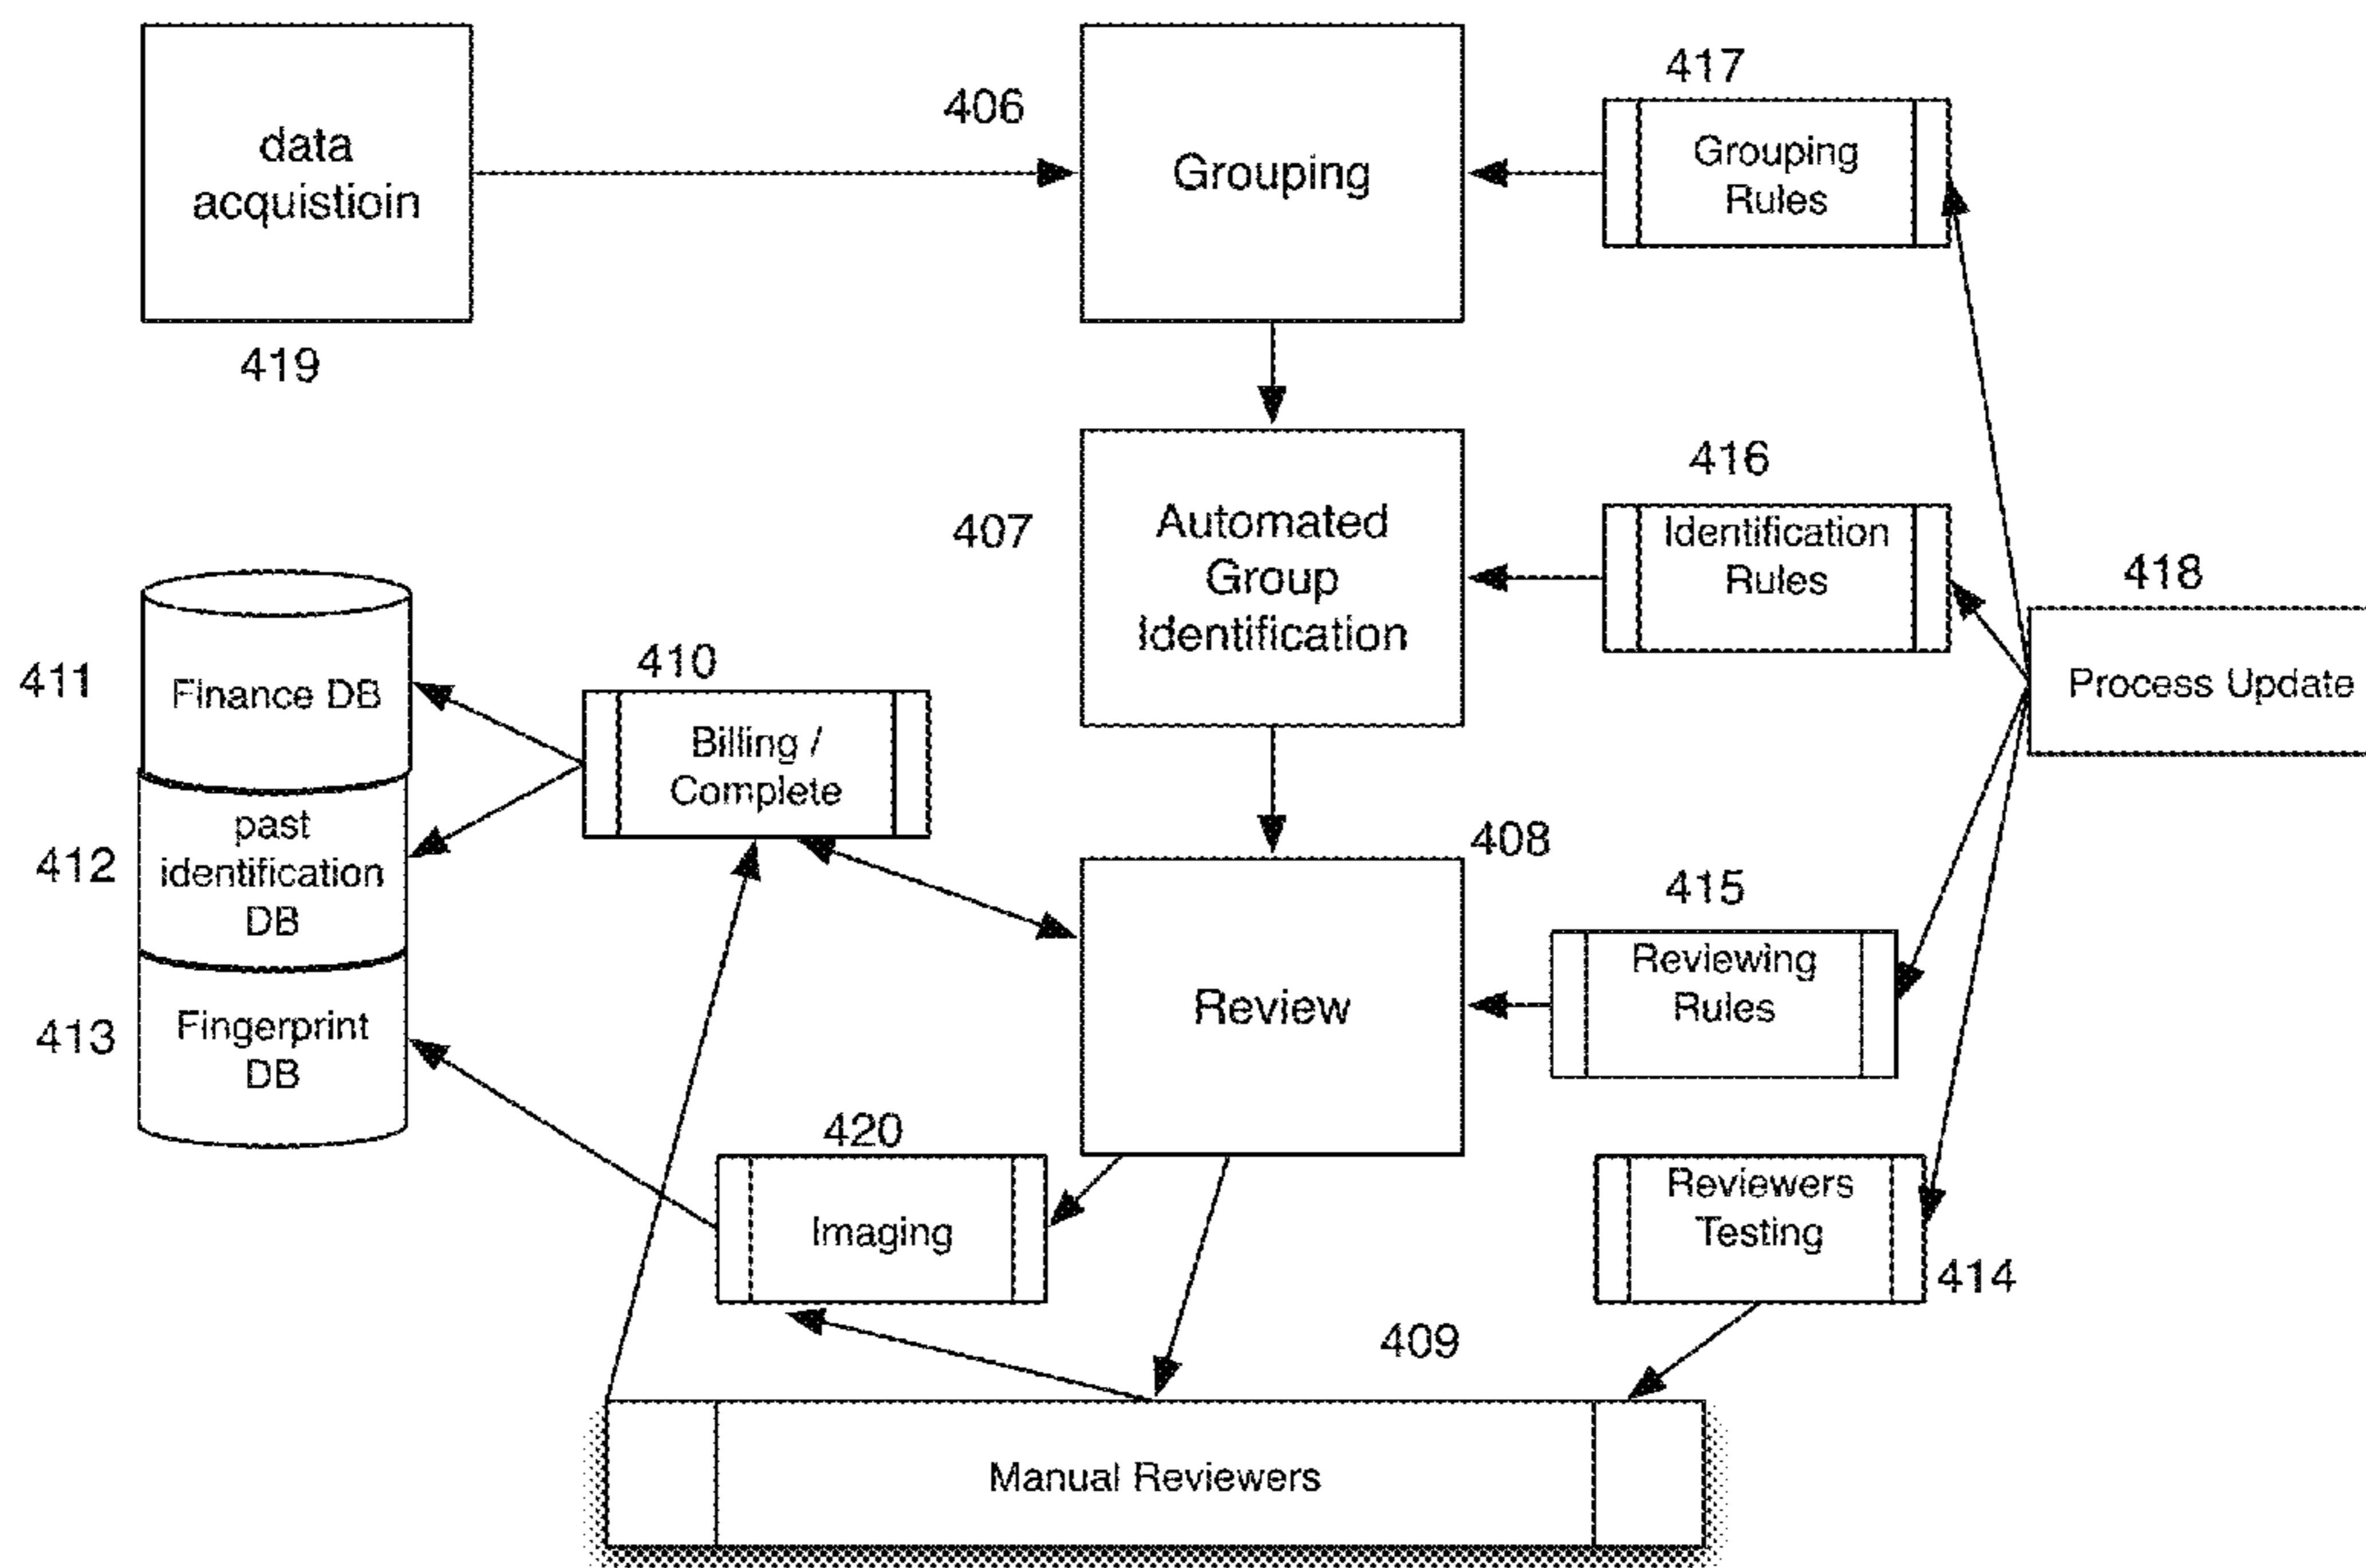 417
406
data
acquistioin
Grouping
Grouping
Rules
419
416
407
Automated
Group
Identification
Identification
Rules
418
Process Update
411
Finance DB
410
Billing /
Complete
412
past
identification
DB
408
415
Review
Reviewing
Rules
413
Fingerprint
DB
420
Imaging
Reviewers
Testing
414
409
Manual Reviewers